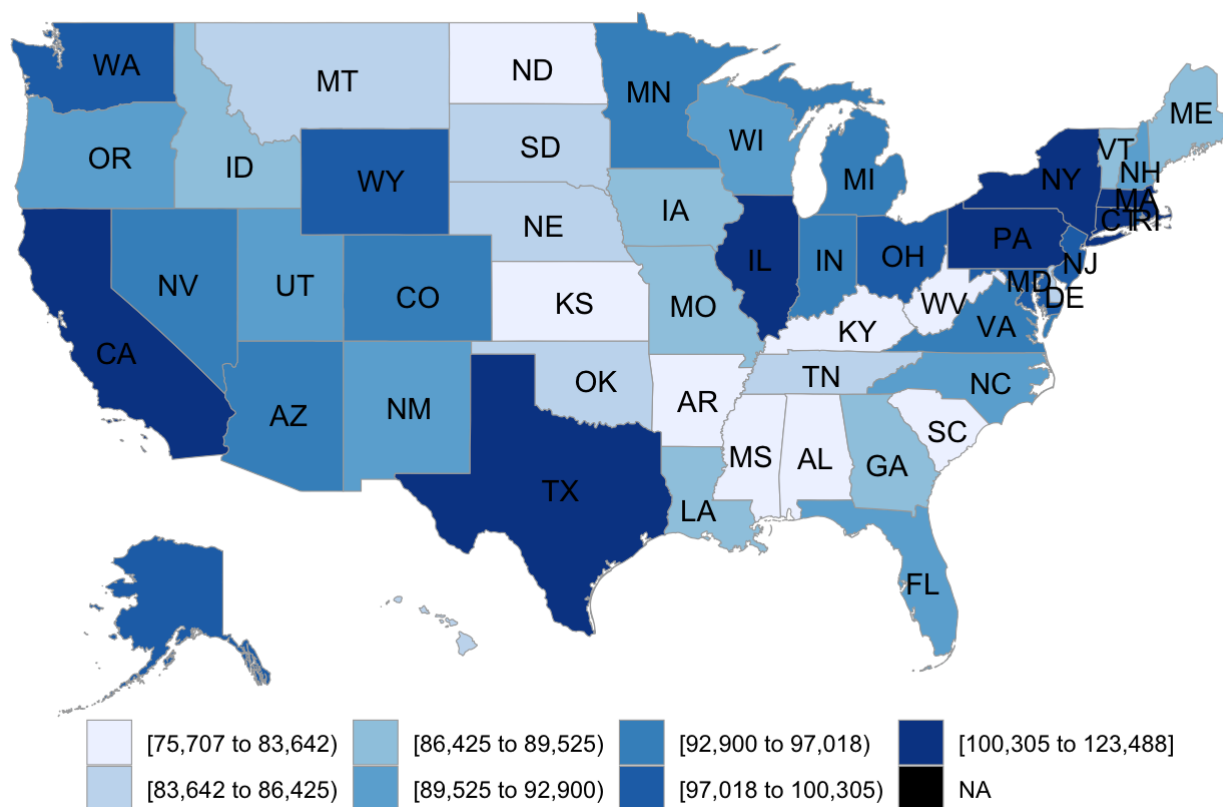 WA
MT
ND
MN
ME
OR
ID
SD
WI
VT
NH
WY
MI
NY
MA
IA
CT
RI
NE
PA
NV
UT
CO
IL
IN
OH
NJ
MD
DE
KS
MO
WV
VA
CA
KY
AZ
NM
OK
TN
NC
AR
SC
MS
AL
GA
TX
LA
FL
[75,707 to 83,642)
[86,425 to 89,525)
[92,900 to 97,018)
[100,305 to 123,488]
[83,642 to 86,425)
[89,525 to 92,900)
[97,018 to 100,305)
NA